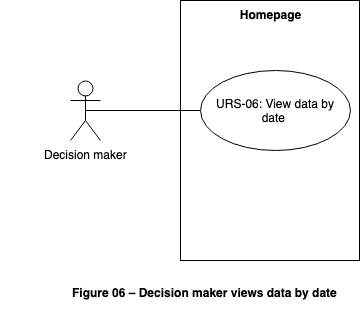 Homepage
URS-06: View data by
date
Decision maker
Figure 06 – Decision maker views data by date